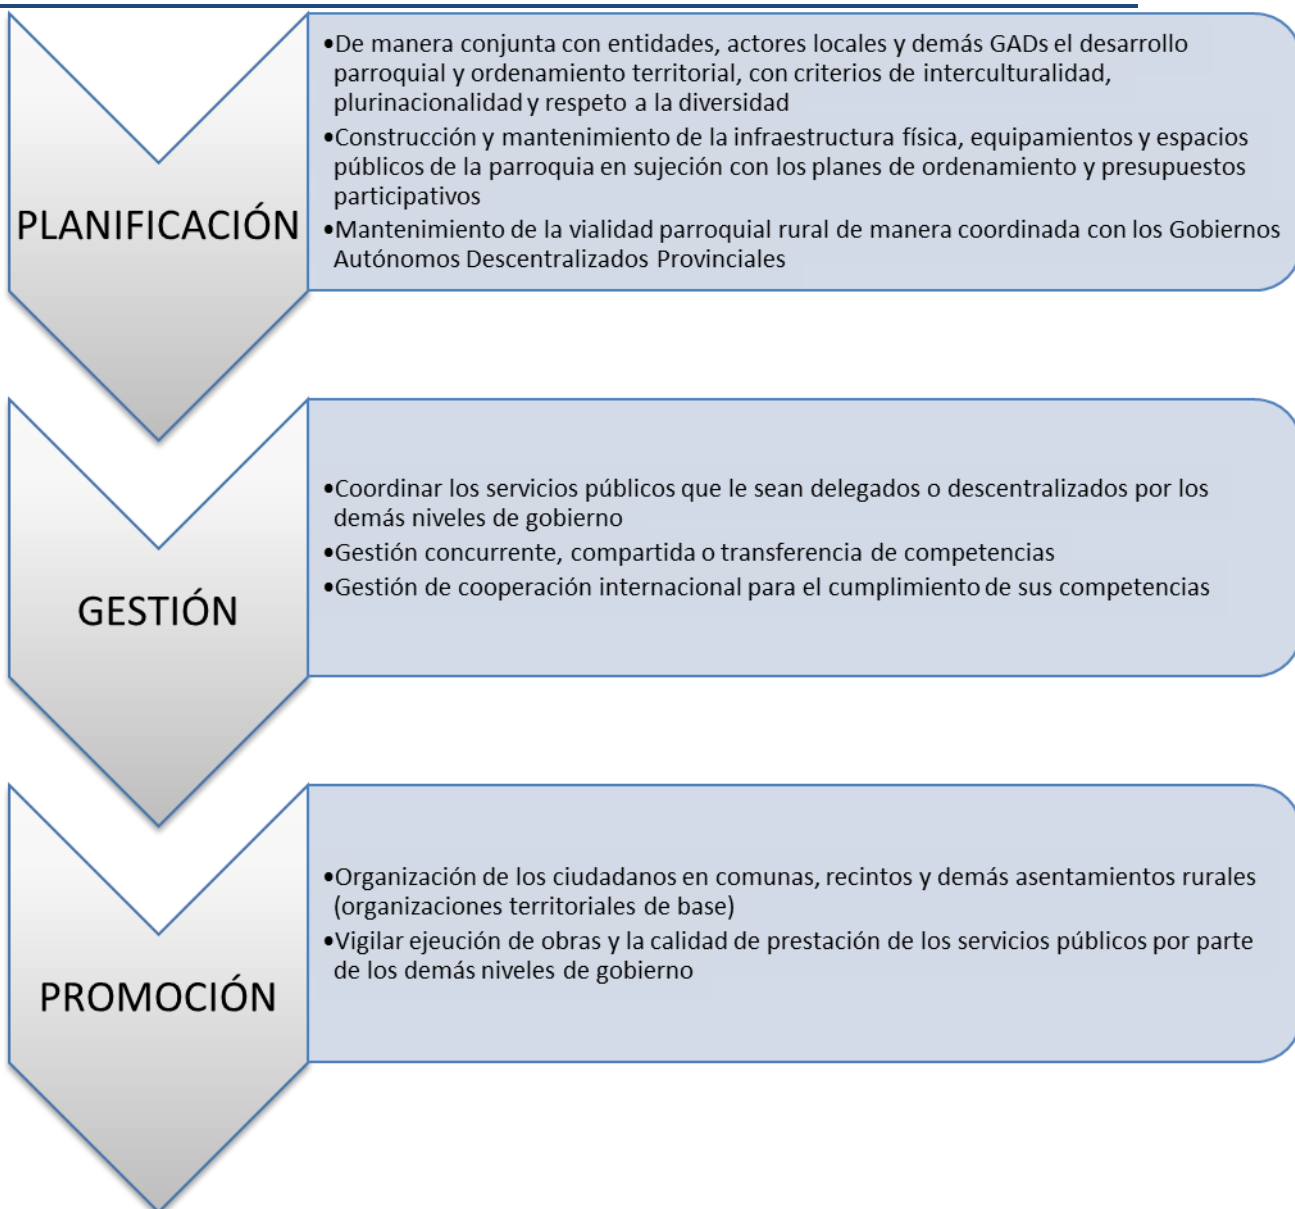 PLANIFICACIÓN
•De manera conjunta con entidades, actores locales y demás GADs el desarrollo
parroquial y ordenamiento territorial, con criterios de interculturalidad,
plurinacionalidad y respeto a la diversidad
•Construcción y mantenimiento de la infraestructura física, equipamientos y espacios
públicos de la parroquia en sujeción con los planes de ordenamiento y presupuestos
participativos
•Mantenimiento de la vialidad parroquial rural de manera coordinada con los Gobiernos
Autónomos Descentralizados Provinciales
GESTIÓN
•Coordinar los servicios públicos que le sean delegados o descentralizados por los
demás niveles de gobierno
•Gestión concurrente, compartida o transferencia de competencias
•Gestión de cooperación internacional para el cumplimiento de sus competencias
PROMOCIÓN
•Organización de los ciudadanos en comunas, recintos y demás asentamientos rurales
(organizaciones territoriales de base)
•Vigilar ejeución de obras y la calidad de prestación de los servicios públicos por parte
de los demás niveles de gobierno